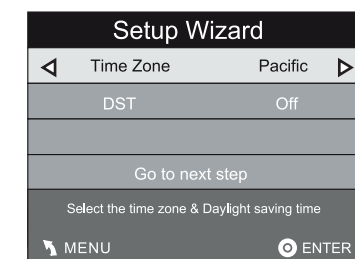 Setup Wizard
Time Zone Pacific
DST Off
Go to next step
Select the time zone & Daylight saving time
MENU ENTER